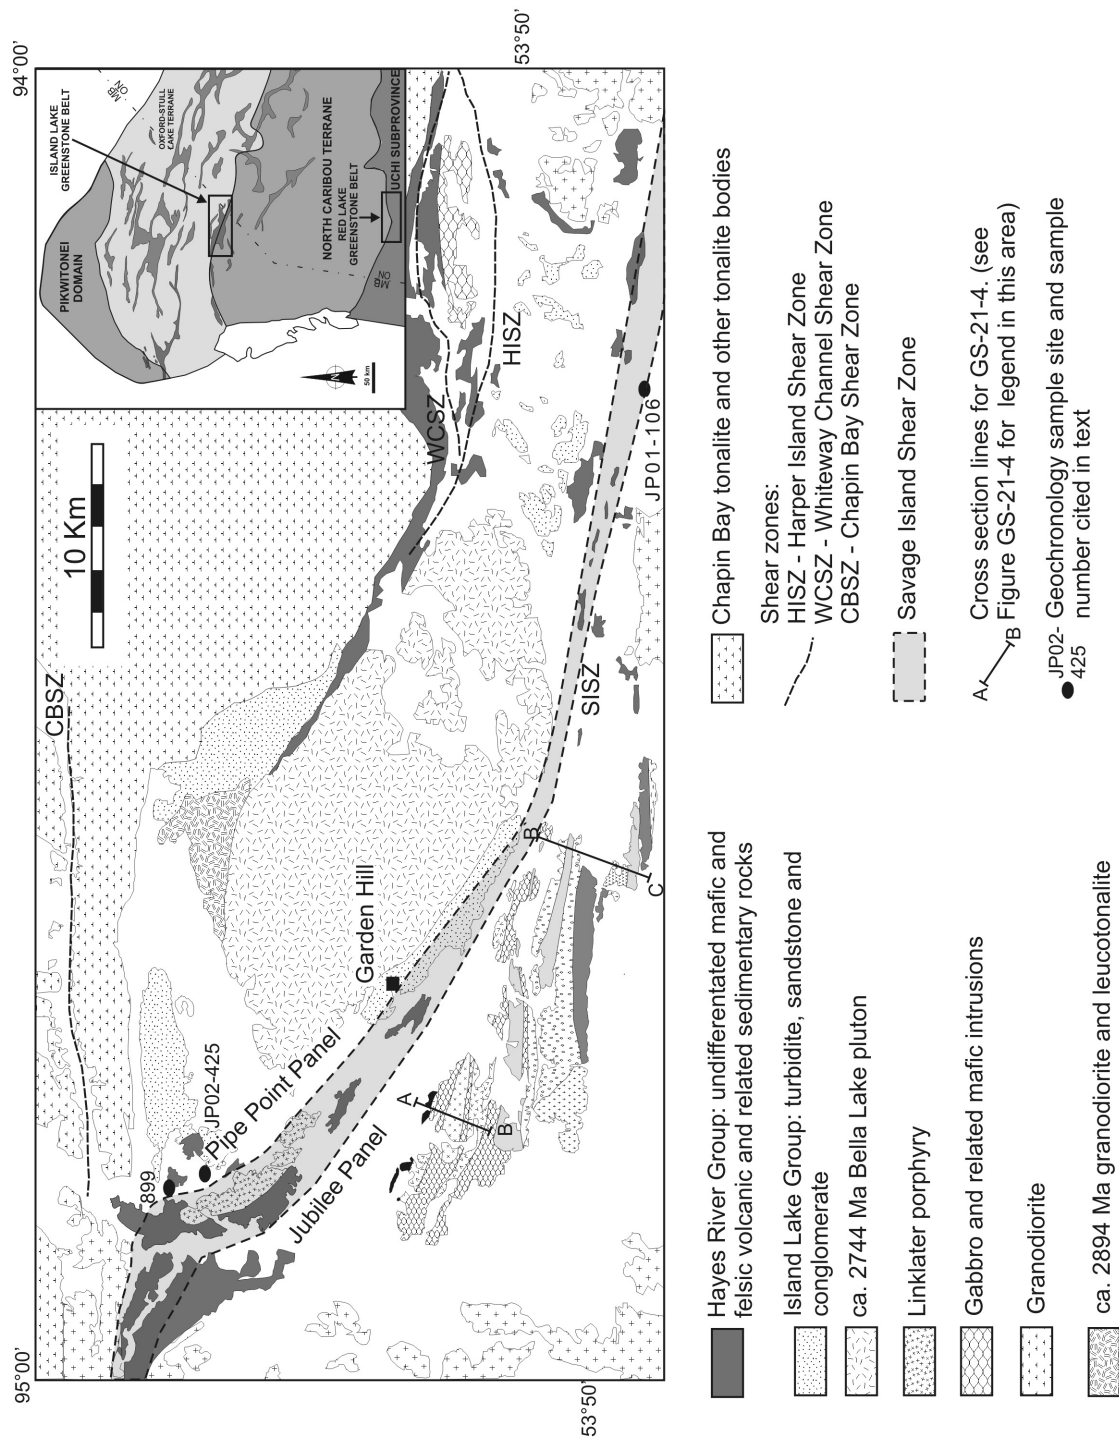 95°00'
94°00'
53°50'
53°50'
CBSZ
10 Km
899
JP02-425
Pipe Point Panel
Jubilee Panel
Garden Hill
A
B
B
C
SISZ
WCSZ
HISZ
JP01-106
PIKWITONEI
DOMAIN
ISLAND LAKE
GREENSTONE BELT
OXFORD-STULL
LAKE TERRANE
MB
ON
NORTH CARIBOU TERRANE
RED LAKE
GREENSTONE BELT
UCHI SUBPROVINCE
MB
ON
N
50 km
Hayes River Group: undifferentated mafic and
felsic volcanic and related sedimentary rocks
Island Lake Group: turbidite, sandstone and
conglomerate
ca. 2744 Ma Bella Lake pluton
Linklater porphyry
Gabbro and related mafic intrusions
Granodiorite
ca. 2894 Ma granodiorite and leucotonalite
Chapin Bay tonalite and other tonalite bodies
Shear zones:
HISZ - Harper Island Shear Zone
WCSZ - Whiteway Channel Shear Zone
CBSZ - Chapin Bay Shear Zone
Savage Island Shear Zone
A
B
Cross section lines for GS-21-4. (see
Figure GS-21-4 for legend in this area)
JP02-
425
Geochronology sample site and sample
number cited in text